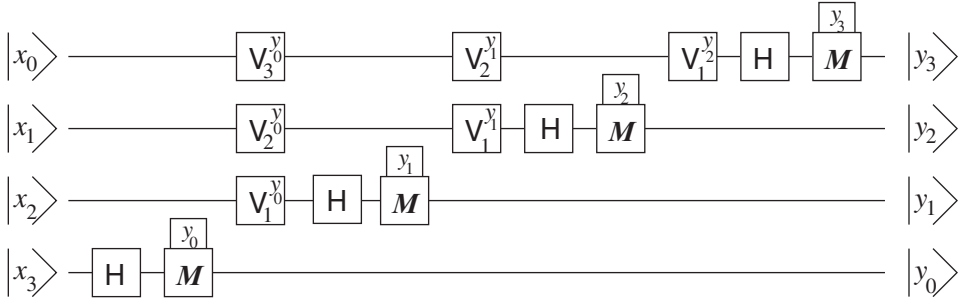 y₃
|x₀⟩ V₃^y₀ V₂^y₁ V₁^y₂ H M |y₃⟩
y₂
|x₁⟩ V₂^y₀ V₁^y₁ H M |y₂⟩
y₁
|x₂⟩ V₁^y₀ H M |y₁⟩
y₀
|x₃⟩ H M |y₀⟩